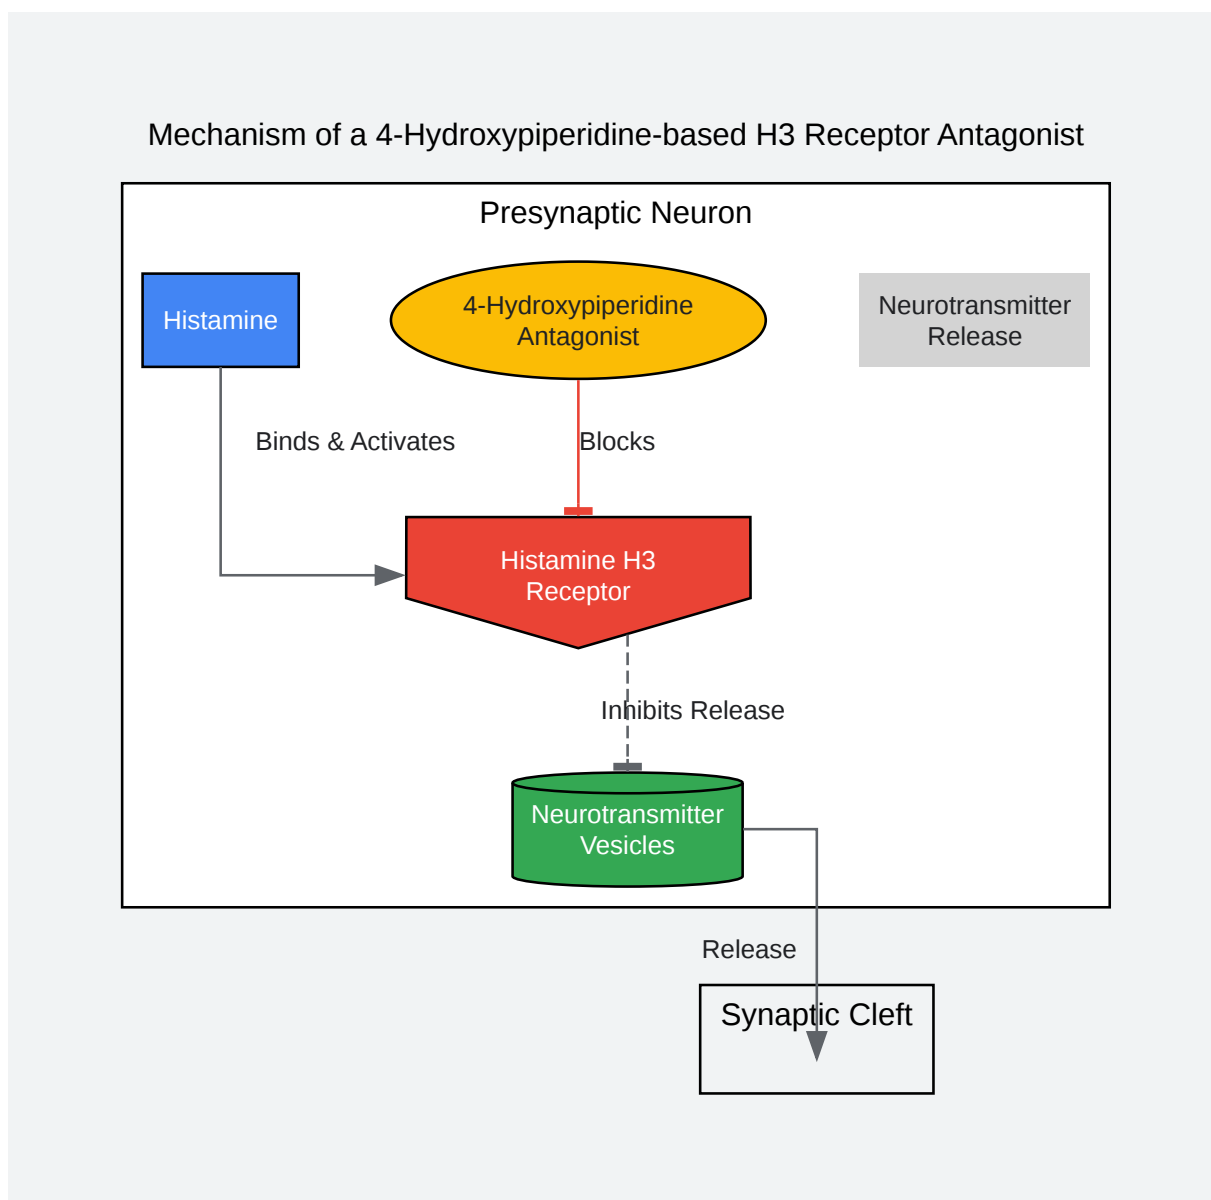 Mechanism of a 4-Hydroxypiperidine-based H3 Receptor Antagonist
Presynaptic Neuron
Histamine
4-Hydroxypiperidine
Antagonist
Neurotransmitter
Release
Binds & Activates
Blocks
Histamine H3
Receptor
Inhibits Release
Neurotransmitter
Vesicles
Release
Synaptic Cleft